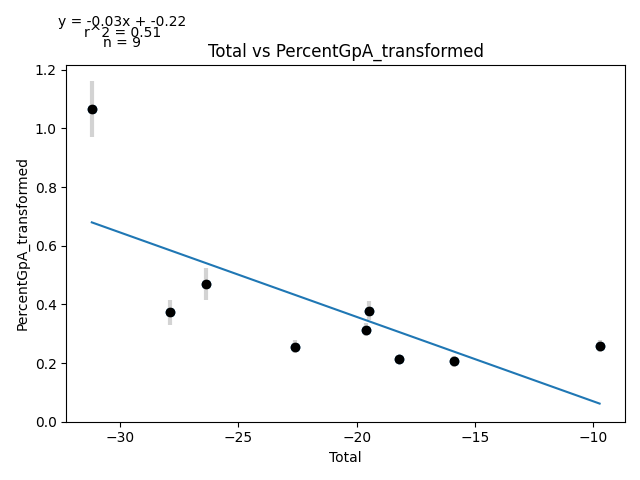 y = -0.03x + -0.22
r^2 = 0.51
n = 9
Total vs PercentGpA_transformed
1.2
1.0
0.8
0.6
0.4
0.2
0.0
PercentGpA_transformed
−30
−25
−20
−15
−10
Total